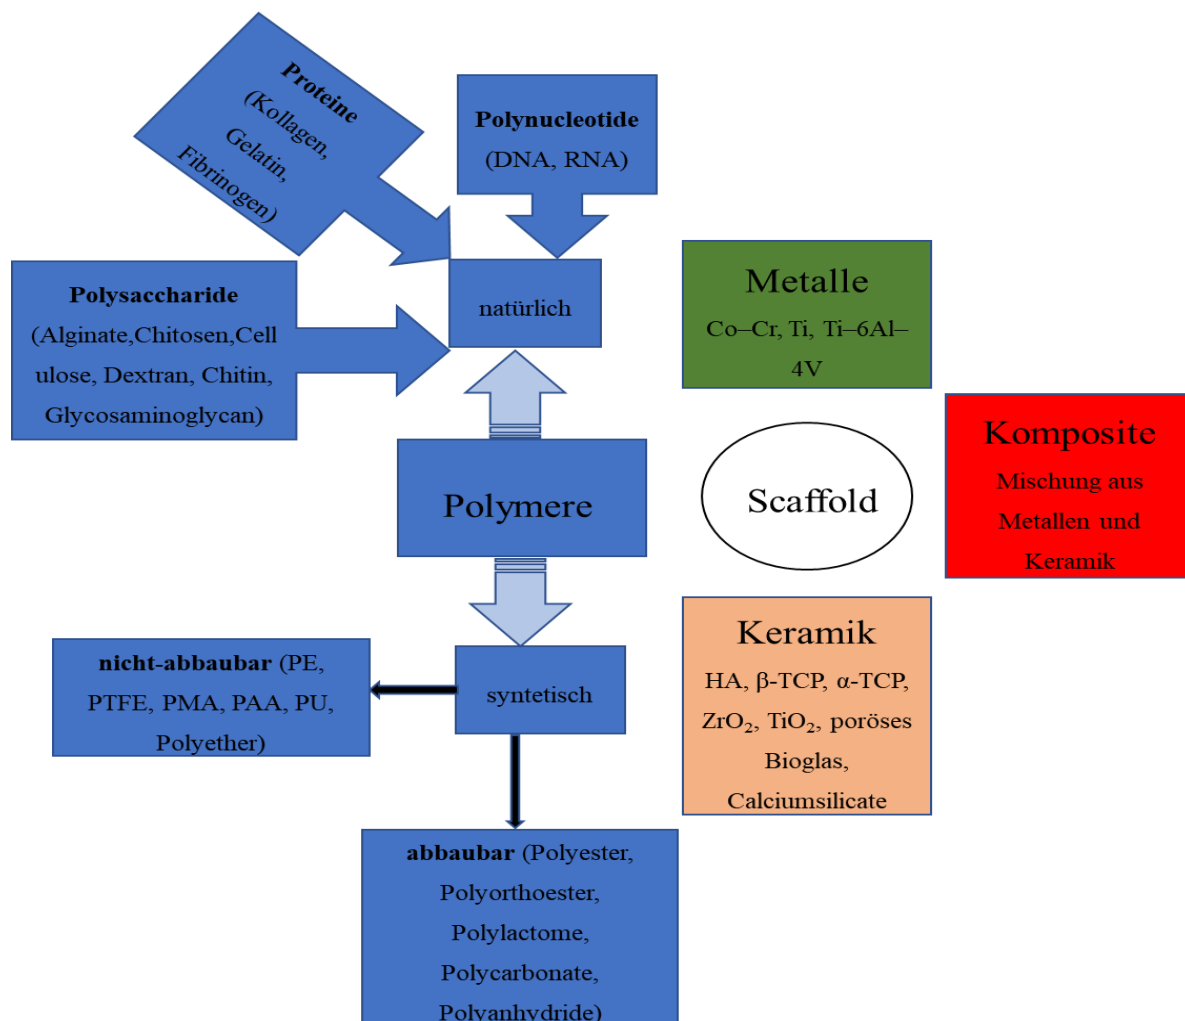 Proteine
(Kollagen,
Gelatin,
Fibrinogen)
Polynucleotide
(DNA, RNA)
Polysaccharide
(Alginate,Chitosen,Cell
ulose, Dextran, Chitin,
Glycosaminoglycan)
natürlich
Metalle
Co–Cr, Ti, Ti–6Al–
4V
Polymere
Scaffold
Komposite
Mischung aus
Metallen und
Keramik
nicht-abbaubar (PE,
PTFE, PMA, PAA, PU,
Polyether)
syntetisch
Keramik
HA, β-TCP, α-TCP,
ZrO₂, TiO₂, poröses
Bioglas,
Calciumsilicate
abbaubar (Polyester,
Polyorthoester,
Polylactome,
Polycarbonate,
Polyanhydride)